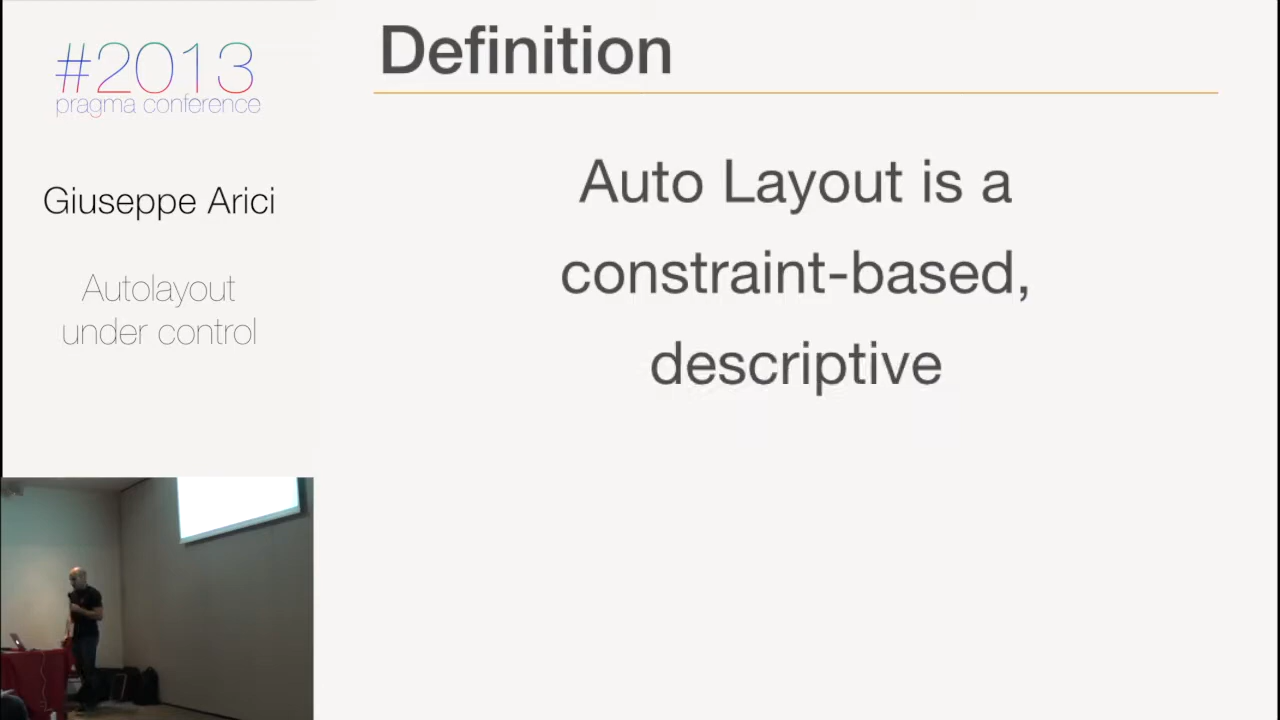 #2013
pragma conference
Giuseppe Arici
Autolayout
under control
Definition
Auto Layout is a
constraint-based,
descriptive